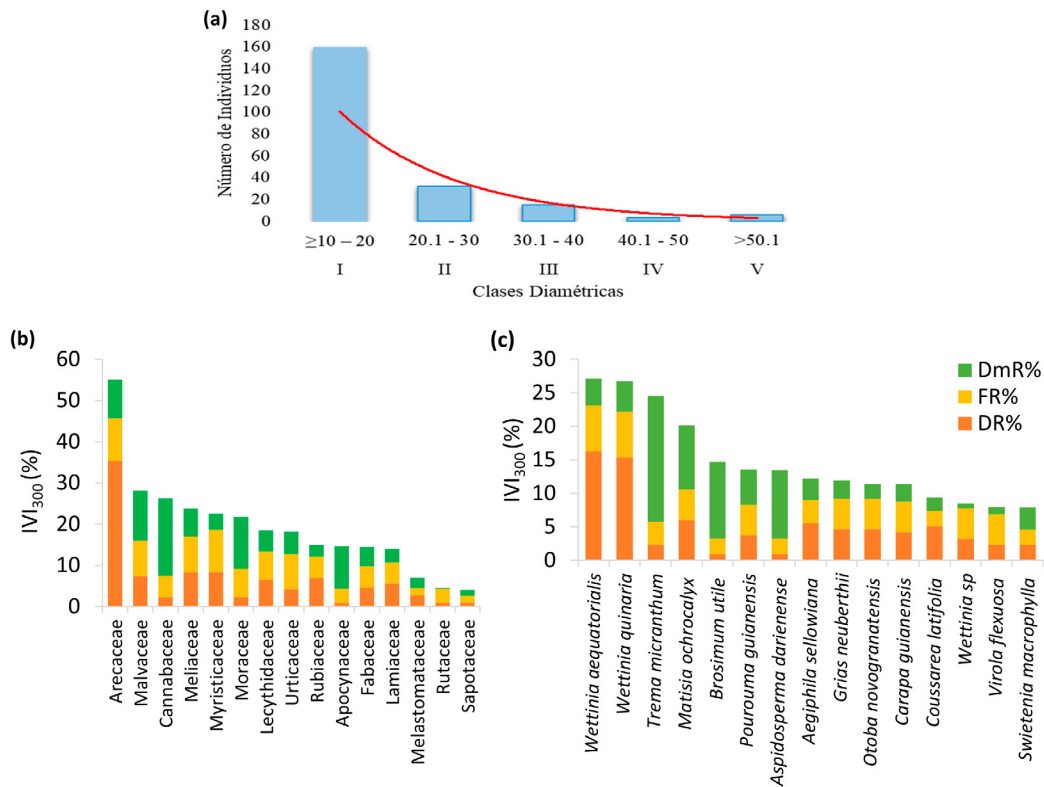 (a)
180
160
140
120
100
80
60
40
20
0
Número de Individuos
≥10 – 20
20.1 - 30
30.1 - 40
40.1 - 50
>50.1
I
II
III
IV
V
Clases Diamétricas
(b)
60
50
40
30
20
10
0
IVI300 (%)
Arecaceae
Malvaceae
Cannabaceae
Meliaceae
Myristicaceae
Moraceae
Lecythidaceae
Urticaceae
Rubiaceae
Apocynaceae
Fabaceae
Lamiaceae
Melastomataceae
Rutaceae
Sapotaceae
(c)
30
25
20
15
10
5
0
IVI300 (%)
DmR%
FR%
DR%
Wettinia aequatorialis
Wettinia quinaria
Trema micranthum
Matisia ochrocalyx
Brosimum utile
Pourouma guianensis
Aspidosperma darienense
Aegiphila sellowiana
Grias neuberthii
Otoba novogranatensis
Carapa guianensis
Coussarea latifolia
Wettinia sp
Virola flexuosa
Swietenia macrophylla